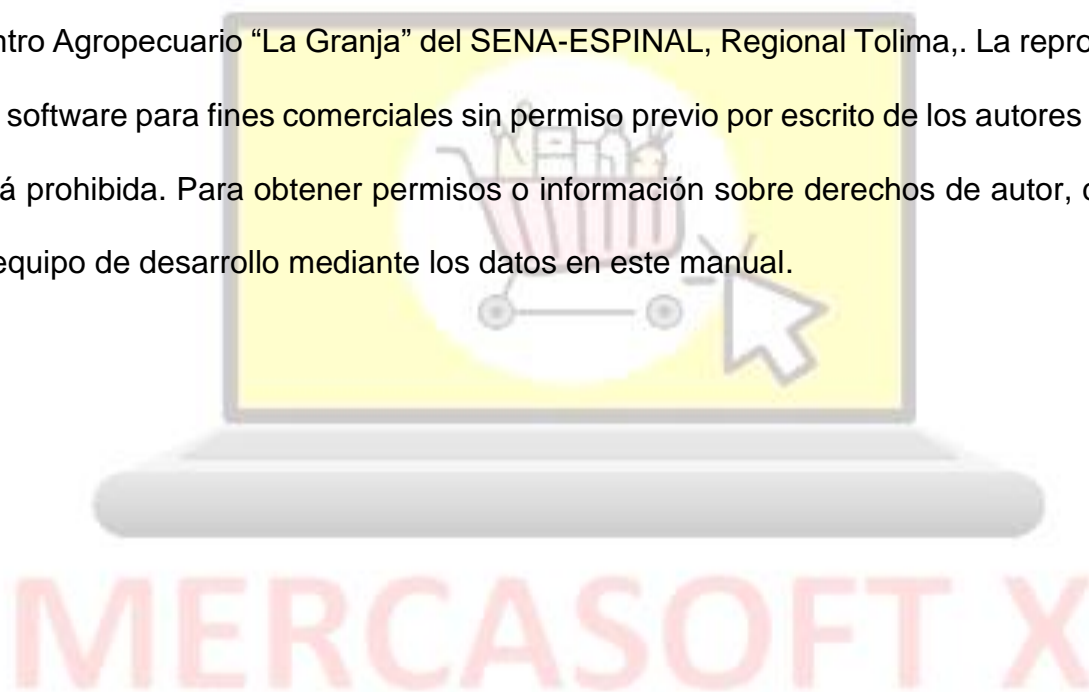 ntro Agropecuario “La Granja” del SENA-ESPINAL, Regional Tolima,. La repro
software para fines comerciales sin permiso previo por escrito de los autores
á prohibida. Para obtener permisos o información sobre derechos de autor,
equipo de desarrollo mediante los datos en este manual.
MERCASOFT X